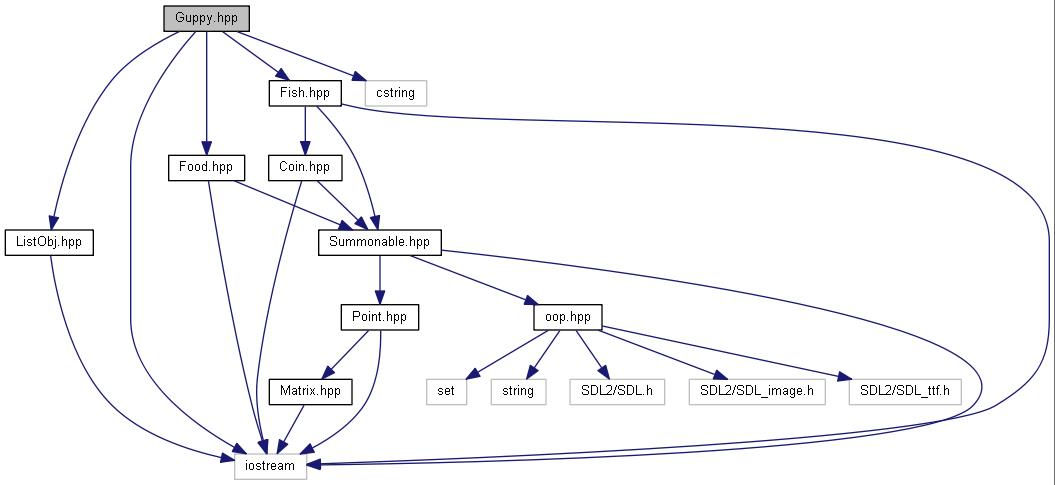 Guppy.hpp
Fish.hpp
cstring
Food.hpp
Coin.hpp
ListObj.hpp
Summonable.hpp
Point.hpp
oop.hpp
Matrix.hpp
set
string
SDL2/SDL.h
SDL2/SDL_image.h
SDL2/SDL_ttf.h
iostream